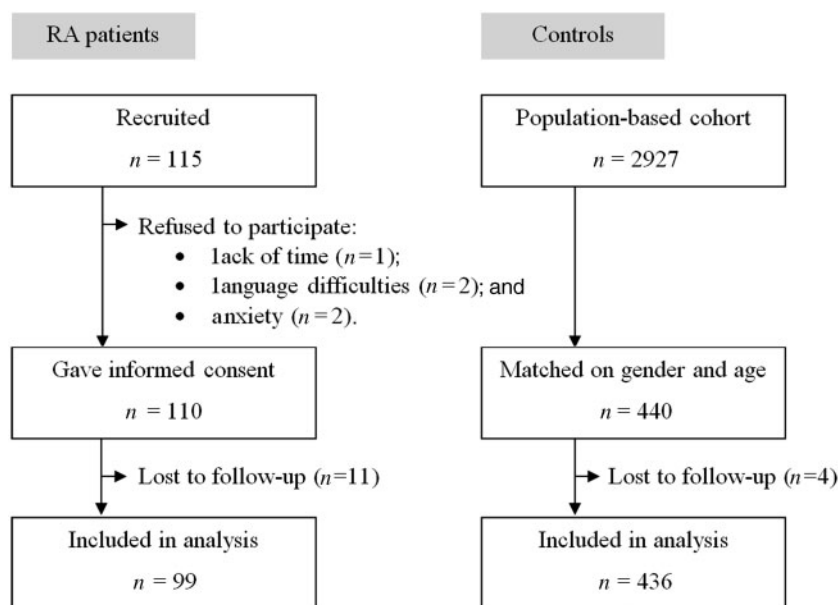 RA patients
Recruited
n = 115
Refused to participate:
• lack of time (n=1);
• language difficulties (n=2); and
• anxiety (n=2).
Gave informed consent
n = 110
Lost to follow-up (n=11)
Included in analysis
n = 99
Controls
Population-based cohort
n = 2927
Matched on gender and age
n = 440
Lost to follow-up (n=4)
Included in analysis
n = 436